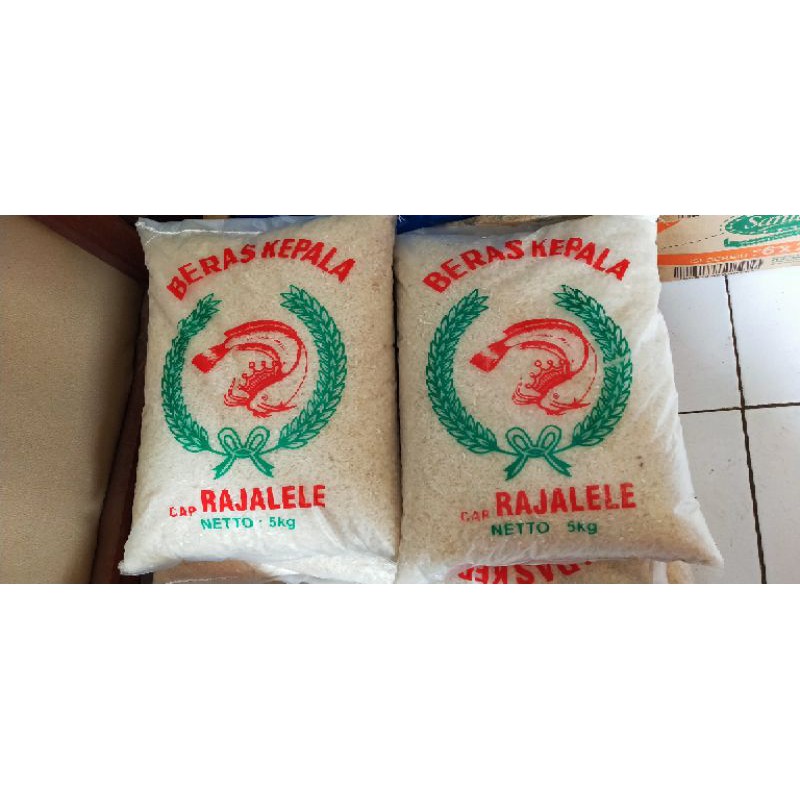 BERAS KEPALA
CAP RAJALELE
NETTO : 5kg
BERAS KEPALA
CAP RAJALELE
NETTO 5kg